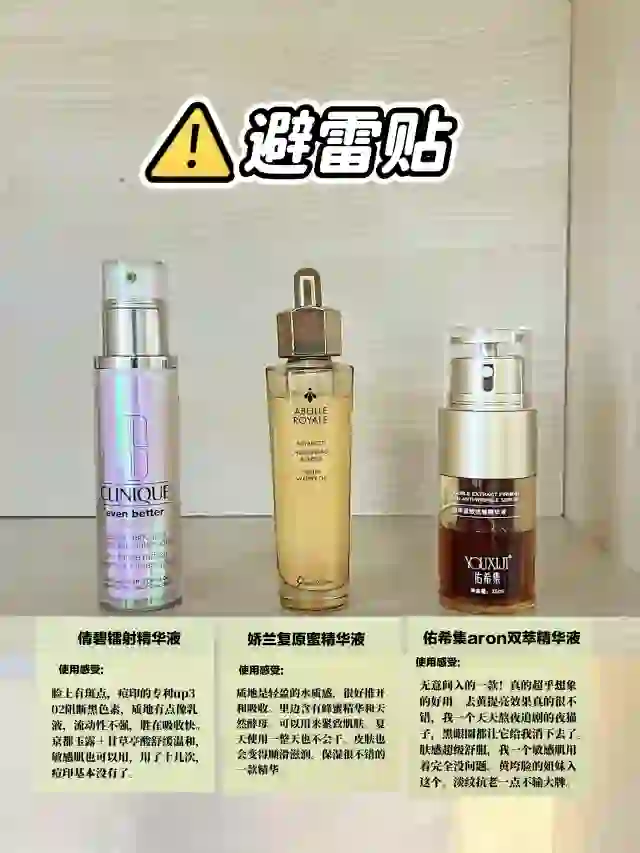 避雷贴
CLINIQUE
even better
ABEILLE
ROYALE
YOUXIJI
佑希集
倩碧镭射精华液
使用感受:
脸上有斑点，痘印的专利up3
02阻断黑色素，质地有点像乳
液，流动性不强，胜在吸收快。
京都玉露＋甘草亭酸舒缓温和，
敏感肌也可以用，用了十几次，
痘印基本没有了。
娇兰复原蜜精华液
使用感受:
质地是轻盈的水质感，很好推开
和吸收，里边含有蜂蜜精华和天
然酵母，可以用来紧致肌肤，夏
天使用一整天也不会干，皮肤也
会变得顺滑滋润，保湿很不错的
一款精华
佑希集aron双萃精华液
使用感受:
无意间入的一款！真的超乎想象
的好用 去黄提亮效果真的很不
错，我一个天天熬夜追剧的夜猫
子，黑眼圈都让它给我消下去了。
肤感超级舒服，我一个敏感肌用
着完全没问题，黄垮脸的姐妹入
这个。淡纹抗老一点不输大牌。